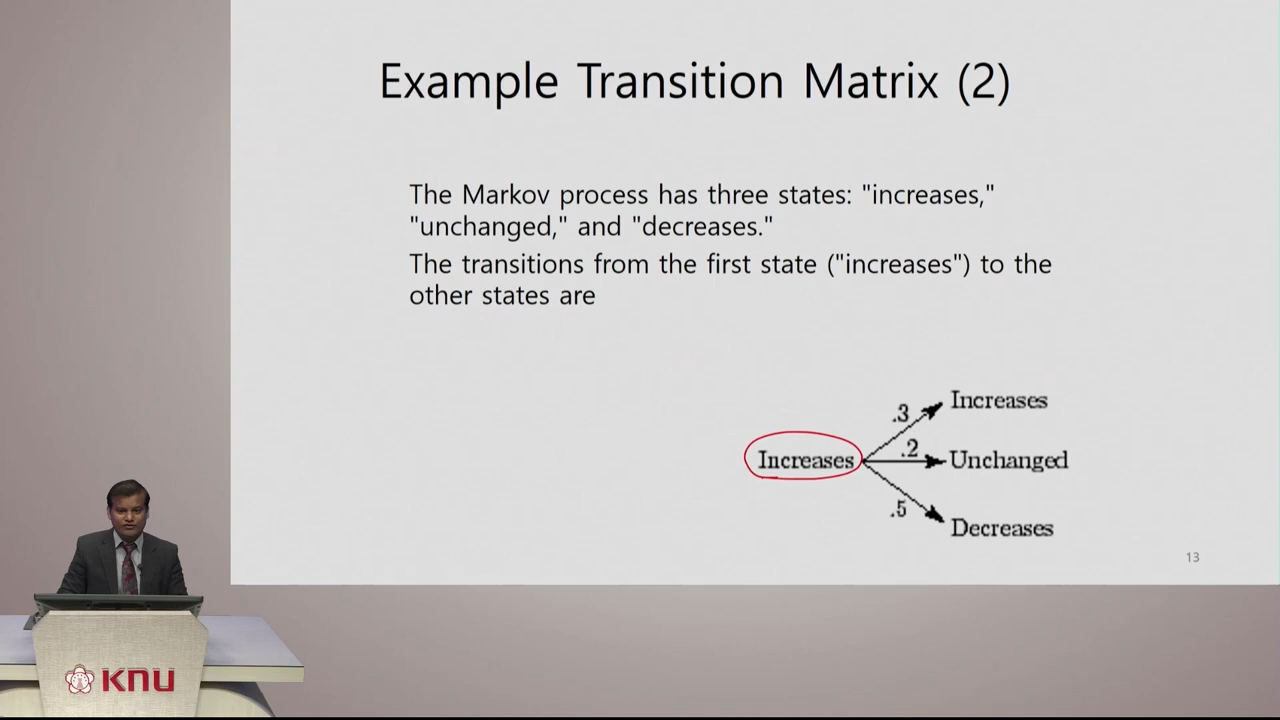 Example Transition Matrix (2)
The Markov process has three states: "increases,"
"unchanged," and "decreases."
The transitions from the first state ("increases") to the
other states are
.3
Increases
Increases
.2
Unchanged
.5
Decreases
13
KNU